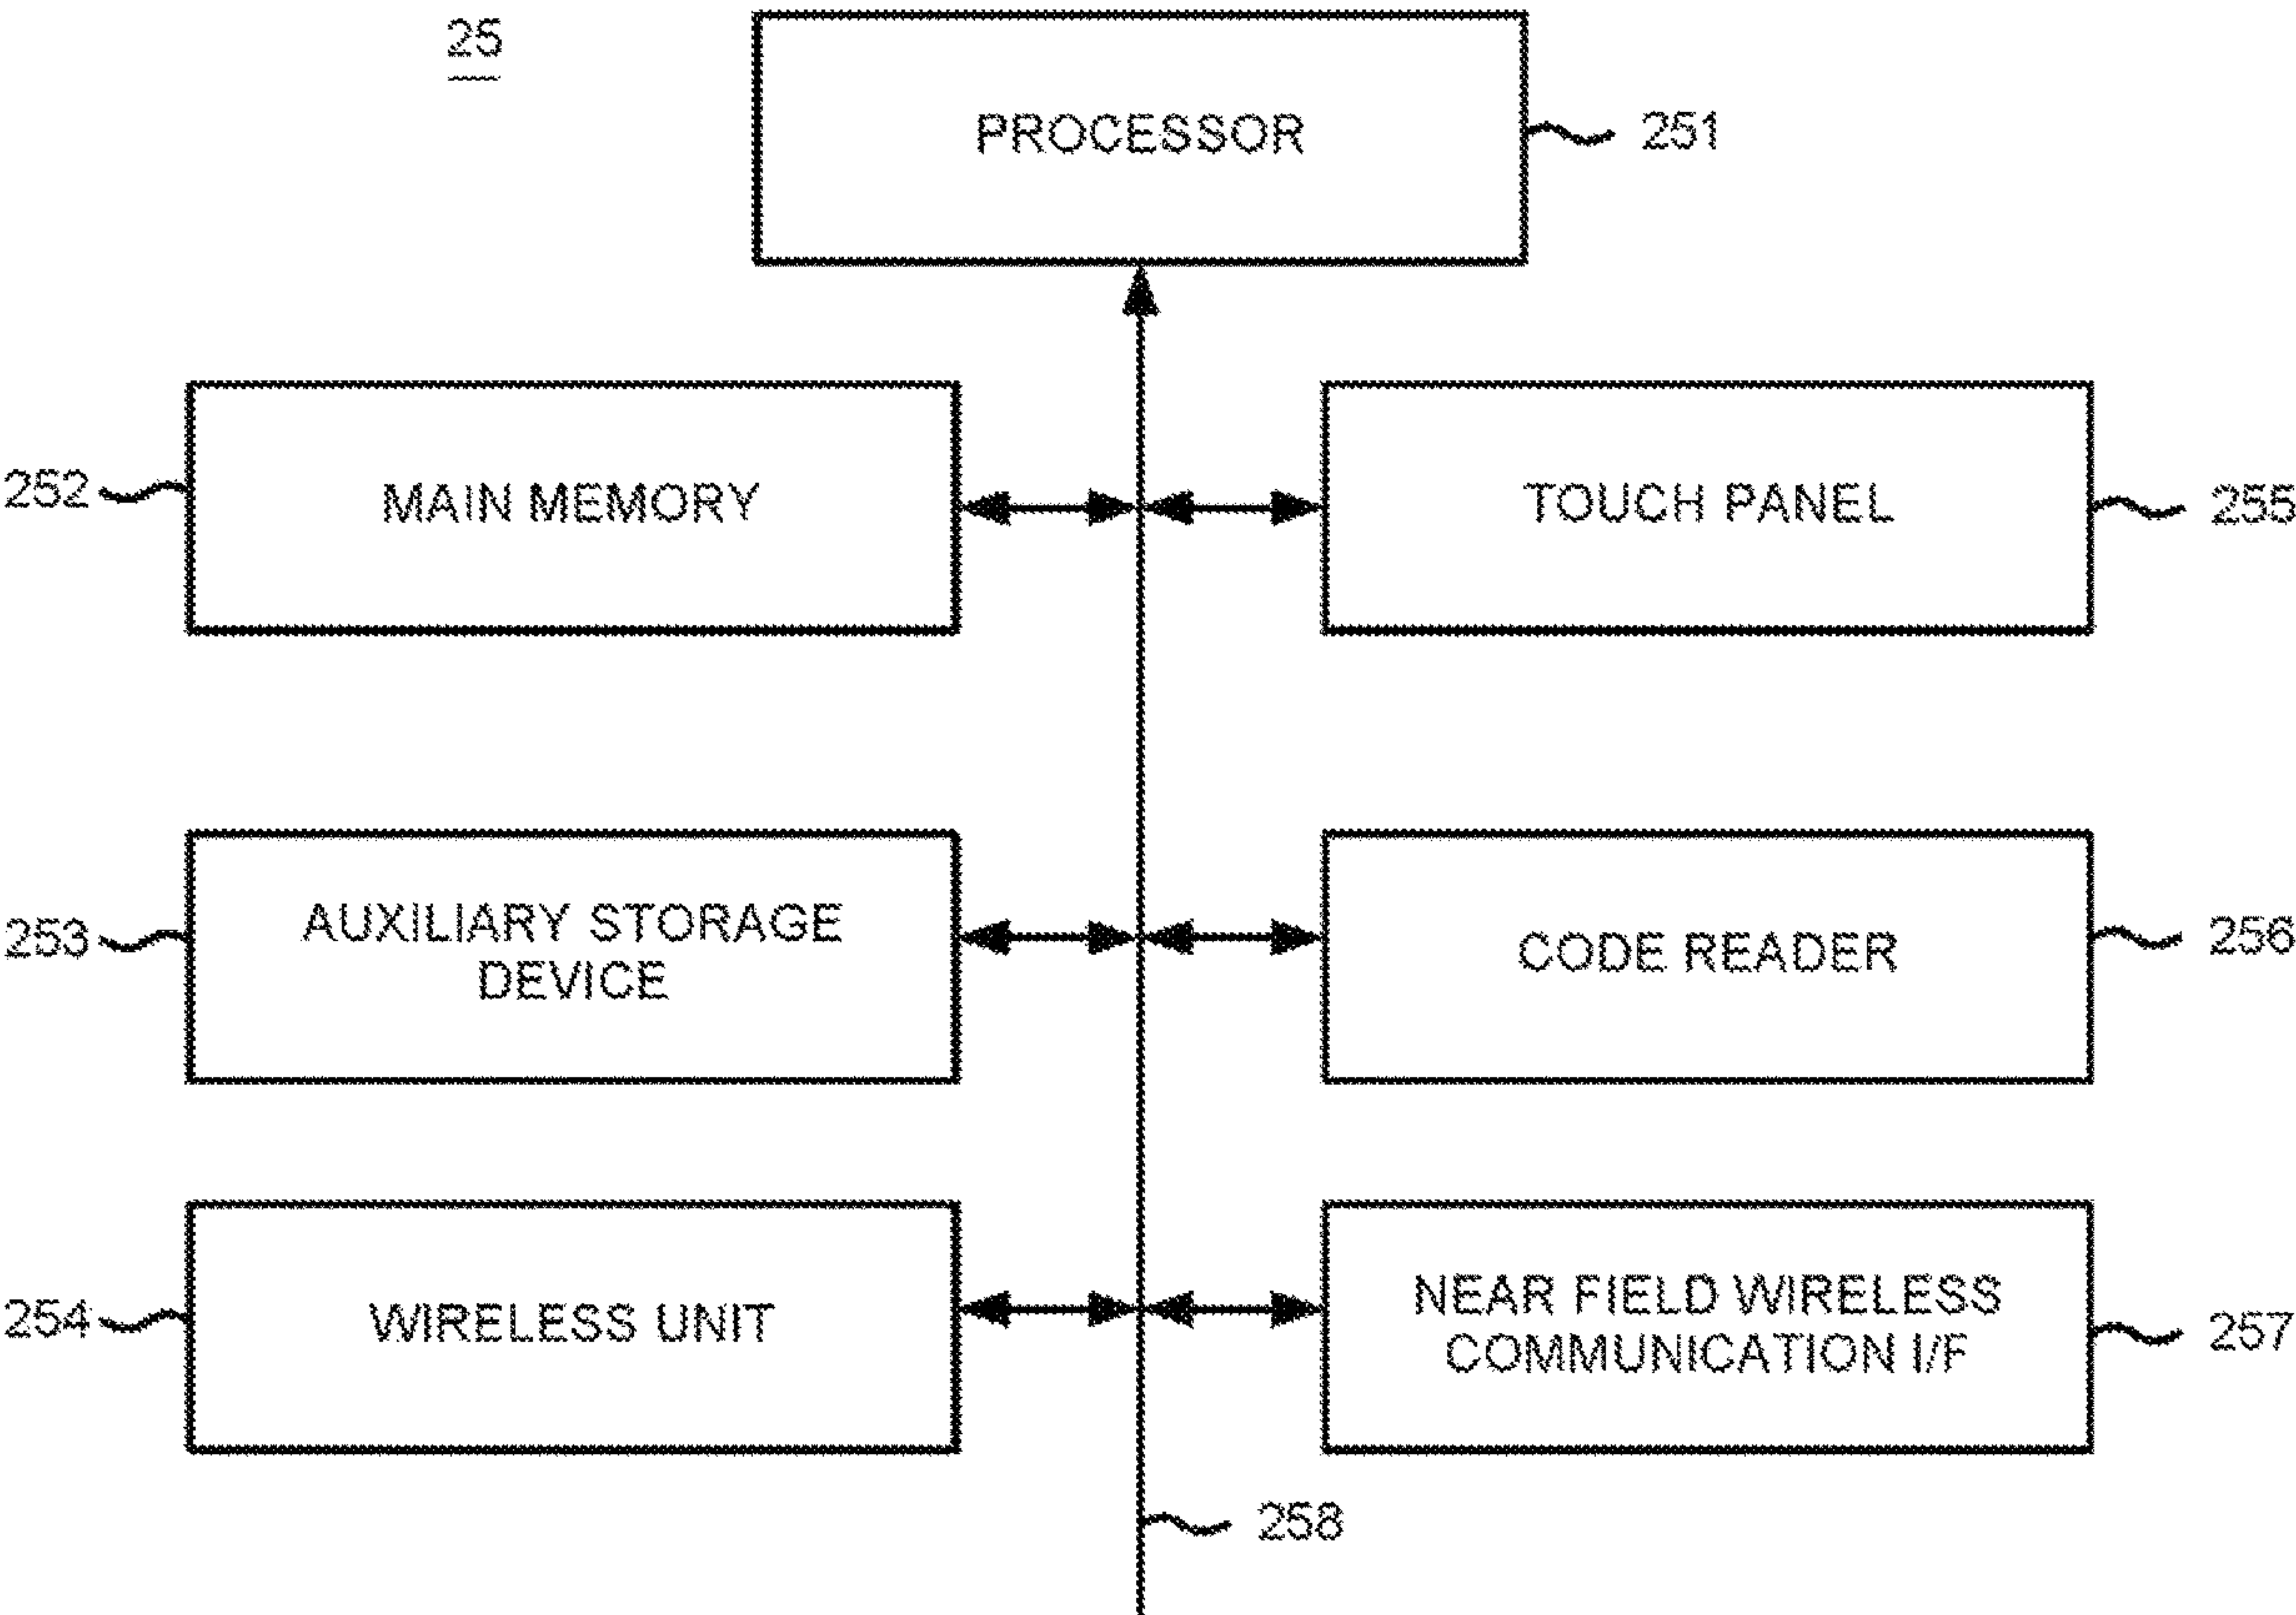 25
PROCESSOR
251
252
MAIN MEMORY
TOUCH PANEL
255
253
AUXILIARY STORAGE
DEVICE
CODE READER
256
254
WIRELESS UNIT
NEAR FIELD WIRELESS
COMMUNICATION I/F
257
258